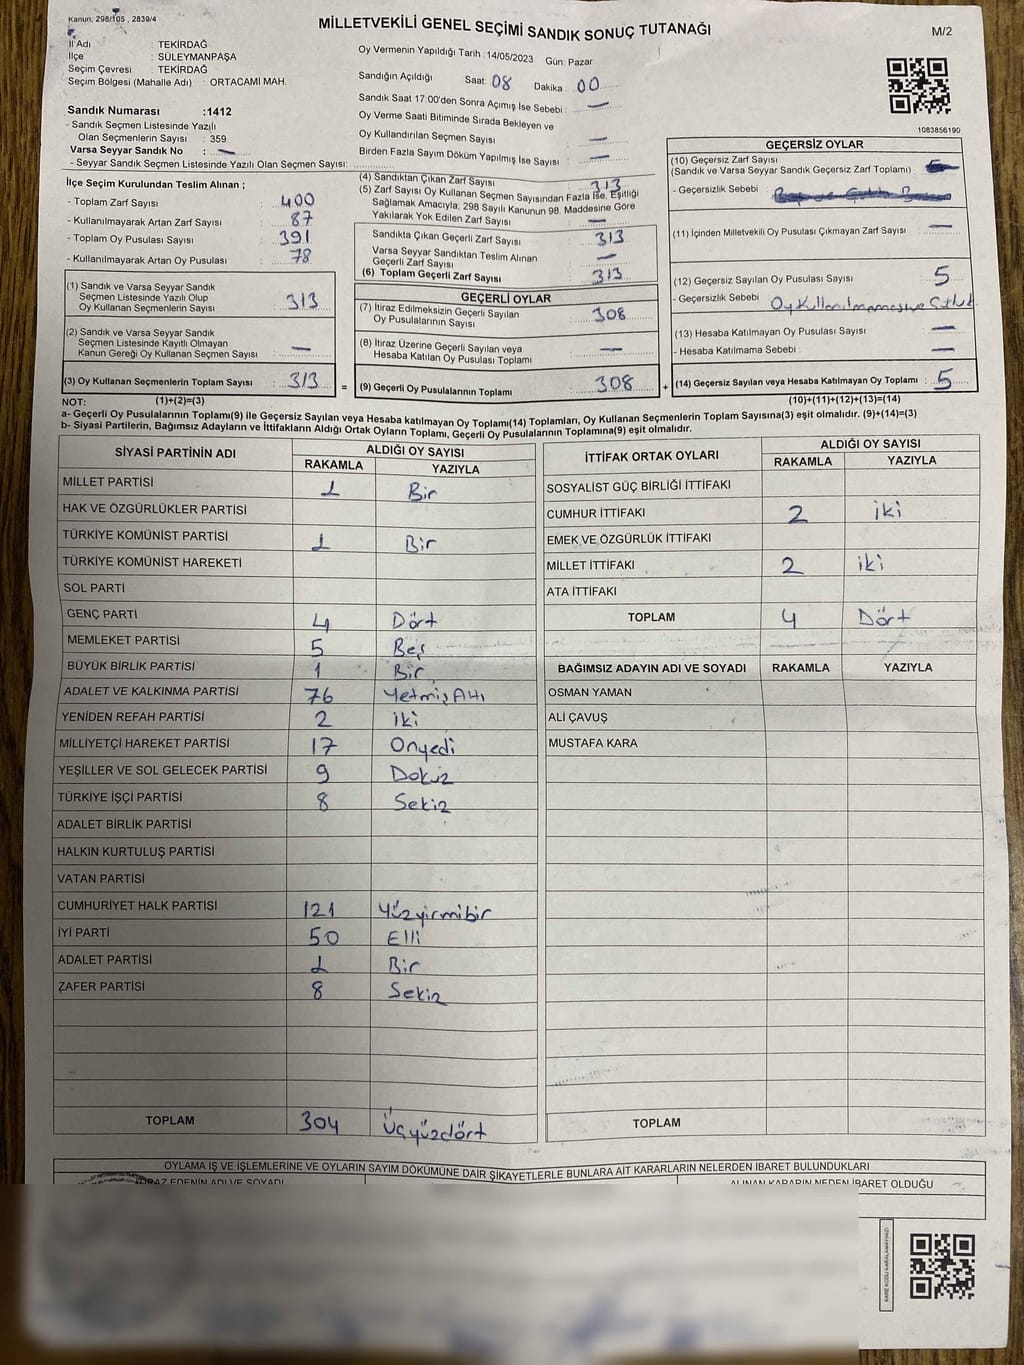 Kanun; 298/105 , 2839/4
MİLLETVEKİLİ GENEL SEÇİMİ SANDIK SONUÇ TUTANAĞI
M/2
İl Adı : TEKİRDAĞ
İlçe : SÜLEYMANPAŞA
Seçim Çevresi : TEKİRDAĞ
Seçim Bölgesi (Mahalle Adı) : ORTACAMİ MAH.
Oy Vermenin Yapıldığı Tarih : 14/05/2023 Gün: Pazar
Sandığın Açıldığı Saat: 08 Dakika 00
Sandık Saat 17:00'den Sonra Açımış İse Sebebi : —
Oy Verme Saati Bitiminde Sırada Bekleyen ve
Oy Kullandırılan Seçmen Sayısı —
Birden Fazla Sayım Döküm Yapılmış İse Sayısı : —
1083856190
Sandık Numarası :1412
- Sandık Seçmen Listesinde Yazılı
Olan Seçmenlerin Sayısı : 359
Varsa Seyyar Sandık No : —
- Seyyar Sandık Seçmen Listesinde Yazılı Olan Seçmen Sayısı:
İlçe Seçim Kurulundan Teslim Alınan ;
- Toplam Zarf Sayısı : 400
- Kullanılmayarak Artan Zarf Sayısı : 87
- Toplam Oy Pusulası Sayısı : 391
- Kullanılmayarak Artan Oy Pusulası : 78
(1) Sandık ve Varsa Seyyar Sandık
Seçmen Listesinde Yazılı Olup
Oy Kullanan Seçmenlerin Sayısı : 313
(2) Sandık ve Varsa Seyyar Sandık
Seçmen Listesinde Kayıtlı Olmayan
Kanun Gereği Oy Kullanan Seçmen Sayısı : —
(3) Oy Kullanan Seçmenlerin Toplam Sayısı : 313 =
(4) Sandıktan Çıkan Zarf Sayısı : 313
(5) Zarf Sayısı Oy Kullanan Seçmen Sayısından Fazla İse, Eşitliği
Sağlamak Amacıyla; 298 Sayılı Kanunun 98. Maddesine Göre
Yakılarak Yok Edilen Zarf Sayısı : —
Sandıkta Çıkan Geçerli Zarf Sayısı : 313
Varsa Seyyar Sandıktan Teslim Alınan
Geçerli Zarf Sayısı : —
(6) Toplam Geçerli Zarf Sayısı : 313
GEÇERLİ OYLAR
(7) İtiraz Edilmeksizin Geçerli Sayılan
Oy Pusulalarının Sayısı : 308
(8) İtiraz Üzerine Geçerli Sayılan veya
Hesaba Katılan Oy Pusulası Toplamı : —
(9) Geçerli Oy Pusulalarının Toplamı : 308 +
GEÇERSİZ OYLAR
(10) Geçersiz Zarf Sayısı
(Sandık ve Varsa Seyyar Sandık Geçersiz Zarf Toplamı) :
- Geçersizlik Sebebi :
(11) İçinden Milletvekili Oy Pusulası Çıkmayan Zarf Sayısı : —
(12) Geçersiz Sayılan Oy Pusulası Sayısı : 5
- Geçersizlik Sebebi : Oy Kullanılmaması ve
(13) Hesaba Katılmayan Oy Pusulası Sayısı : —
- Hesaba Katılmama Sebebi : —
(14) Geçersiz Sayılan veya Hesaba Katılmayan Oy Toplamı : 5
NOT: (1)+(2)=(3) (10)+(11)+(12)+(13)=(14)
a- Geçerli Oy Pusulalarının Toplamı(9) ile Geçersiz Sayılan veya Hesaba katılmayan Oy Toplamı(14) Toplamları, Oy Kullanan Seçmenlerin Toplam Sayısına(3) eşit olmalıdır. (9)+(14)=(3)
b- Siyasi Partilerin, Bağımsız Adayların ve İttifakların Aldığı Ortak Oyların Toplamı, Geçerli Oy Pusulalarının Toplamına(9) eşit olmalıdır.
SİYASİ PARTİNİN ADI ALDIĞI OY SAYISI
RAKAMLA YAZIYLA
MİLLET PARTİSİ 1 Bir
HAK VE ÖZGÜRLÜKLER PARTİSİ
TÜRKİYE KOMÜNİST PARTİSİ 1 Bir
TÜRKİYE KOMÜNİST HAREKETİ
SOL PARTİ
GENÇ PARTİ 4 Dört
MEMLEKET PARTİSİ 5 Beş
BÜYÜK BİRLİK PARTİSİ 1 Bir
ADALET VE KALKINMA PARTİSİ 76 Yetmiş Altı
YENİDEN REFAH PARTİSİ 2 iki
MİLLİYETÇİ HAREKET PARTİSİ 17 Onyedi
YEŞİLLER VE SOL GELECEK PARTİSİ 9 Dokuz
TÜRKİYE İŞÇİ PARTİSİ 8 Sekiz
ADALET BİRLİK PARTİSİ
HALKIN KURTULUŞ PARTİSİ
VATAN PARTİSİ
CUMHURİYET HALK PARTİSİ 121 Yüzyirmibir
İYİ PARTİ 50 Elli
ADALET PARTİSİ 1 Bir
ZAFER PARTİSİ 8 Sekiz
TOPLAM 304 Üçyüzdört
İTTİFAK ORTAK OYLARI ALDIĞI OY SAYISI
RAKAMLA YAZIYLA
SOSYALİST GÜÇ BİRLİĞİ İTTİFAKI
CUMHUR İTTİFAKI 2 iki
EMEK VE ÖZGÜRLÜK İTTİFAKI
MİLLET İTTİFAKI 2 iki
ATA İTTİFAKI
TOPLAM 4 Dört
BAĞIMSIZ ADAYIN ADI VE SOYADI RAKAMLA YAZIYLA
OSMAN YAMAN
ALİ ÇAVUŞ
MUSTAFA KARA
TOPLAM
OYLAMA İŞ VE İŞLEMLERİNE VE OYLARIN SAYIM DÖKÜMÜNE DAİR ŞİKAYETLERLE BUNLARA AİT KARARLARIN NELERDEN İBARET BULUNDUKLARI
İTİRAZ EDENİN ADI VE SOYADI
ALINAN KARARIN NEDEN İBARET OLDUĞU
KARE KODU KARALAMAYINIZ!